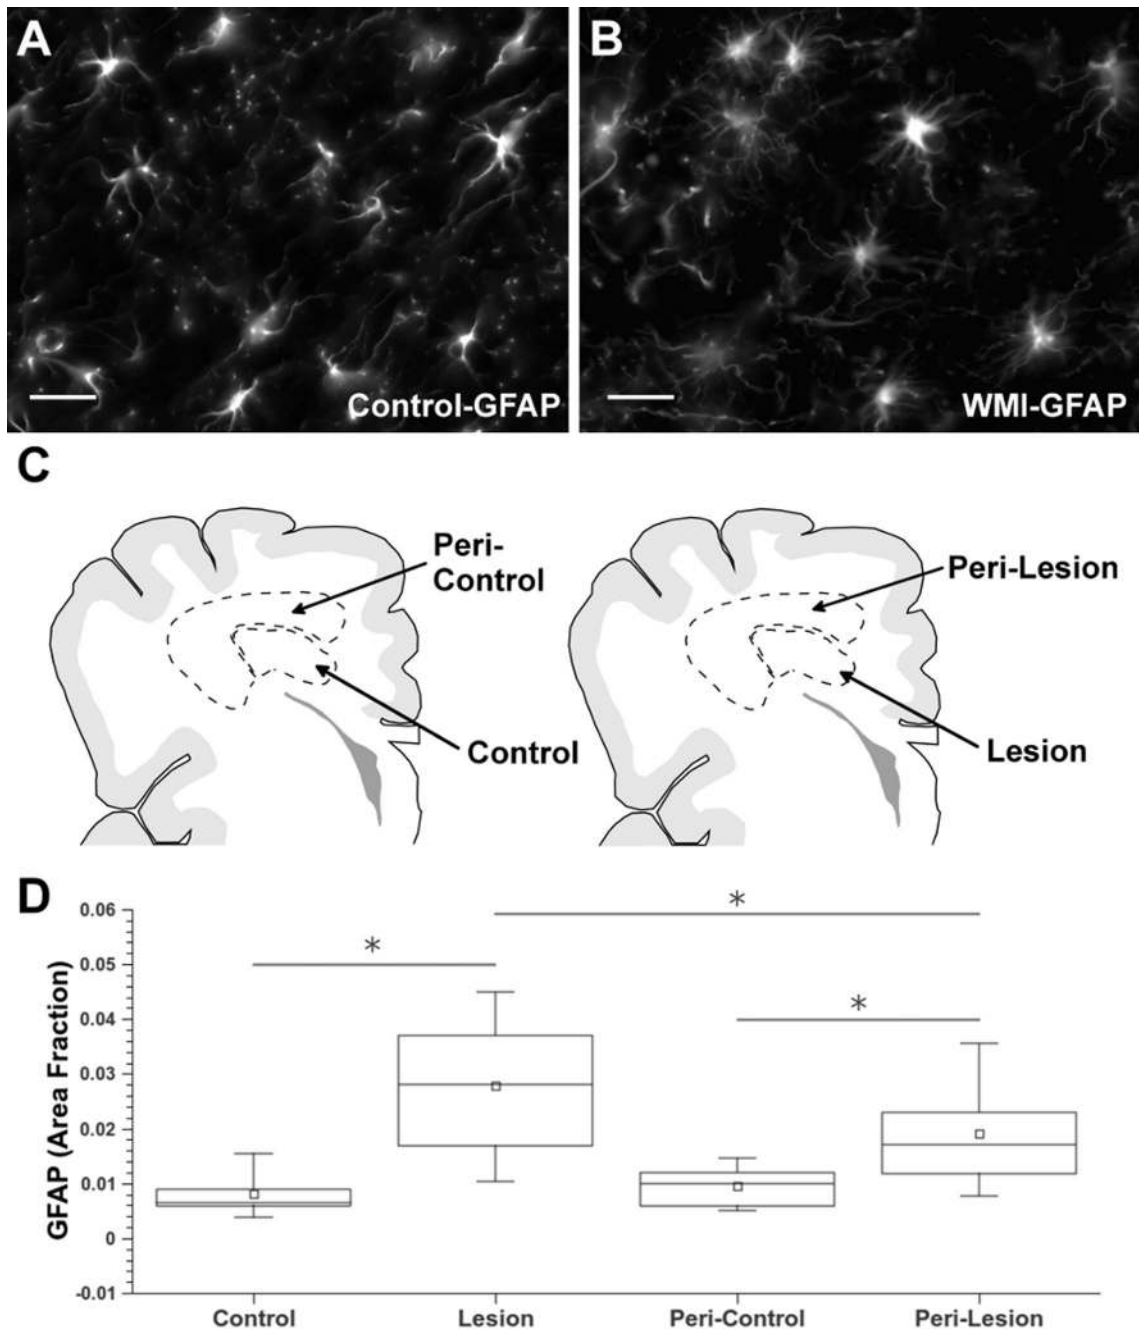 A
B
Control-GFAP
WMI-GFAP
C
Peri-
Control
Control
Peri-Lesion
Lesion
D
GFAP (Area Fraction)
0.06
0.05
0.04
0.03
0.02
0.01
0
-0.01
*
*
*
Control
Lesion
Peri-Control
Peri-Lesion